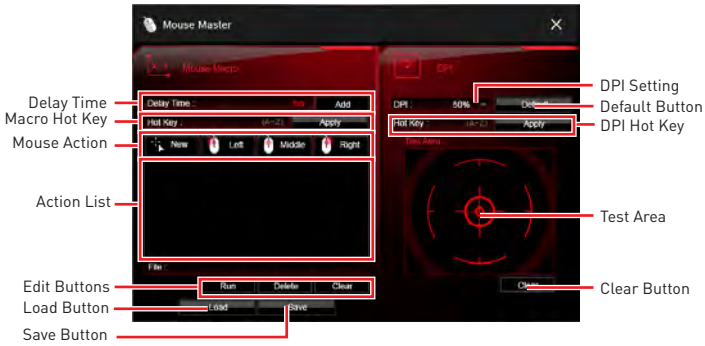 Mouse Master
Mouse Macro
DPI
Delay Time
Macro Hot Key
Mouse Action
Action List
Edit Buttons
Load Button
Save Button
Delay Time : Add
Hot Key : (A~Z) Apply
New Left Middle Right
File :
Run Delete Clear
Load Save
DPI : 50% Default
Hot Key : (A~Z) Apply
Test Area
Clear
DPI Setting
Default Button
DPI Hot Key
Test Area
Clear Button